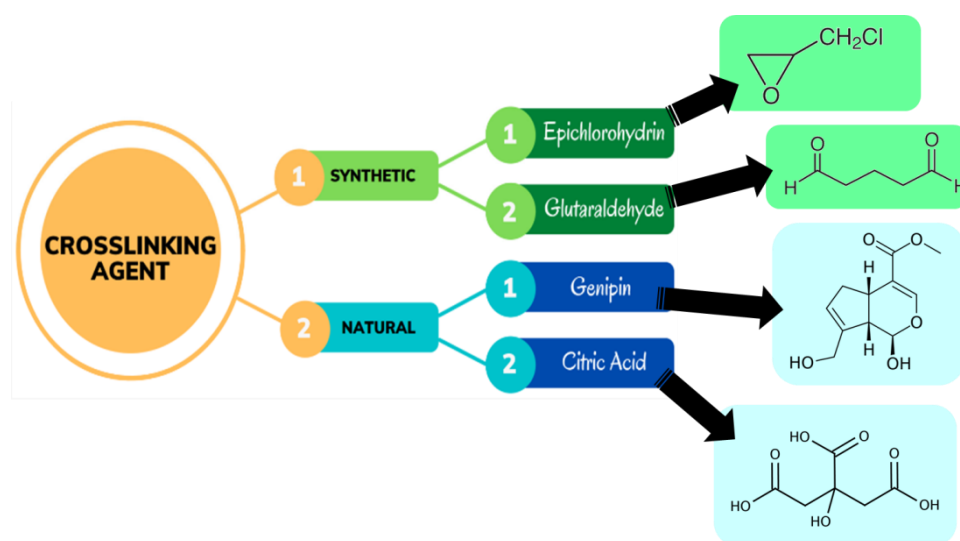 CROSSLINKING
AGENT
1 SYNTHETIC
1 Epichlorohydrin
CH₂Cl
O
2 Glutaraldehyde
O O
H H
2 NATURAL
1 Genipin
O O
H
O
H
HO OH
2 Citric Acid
HO O
O O
HO OH
HO